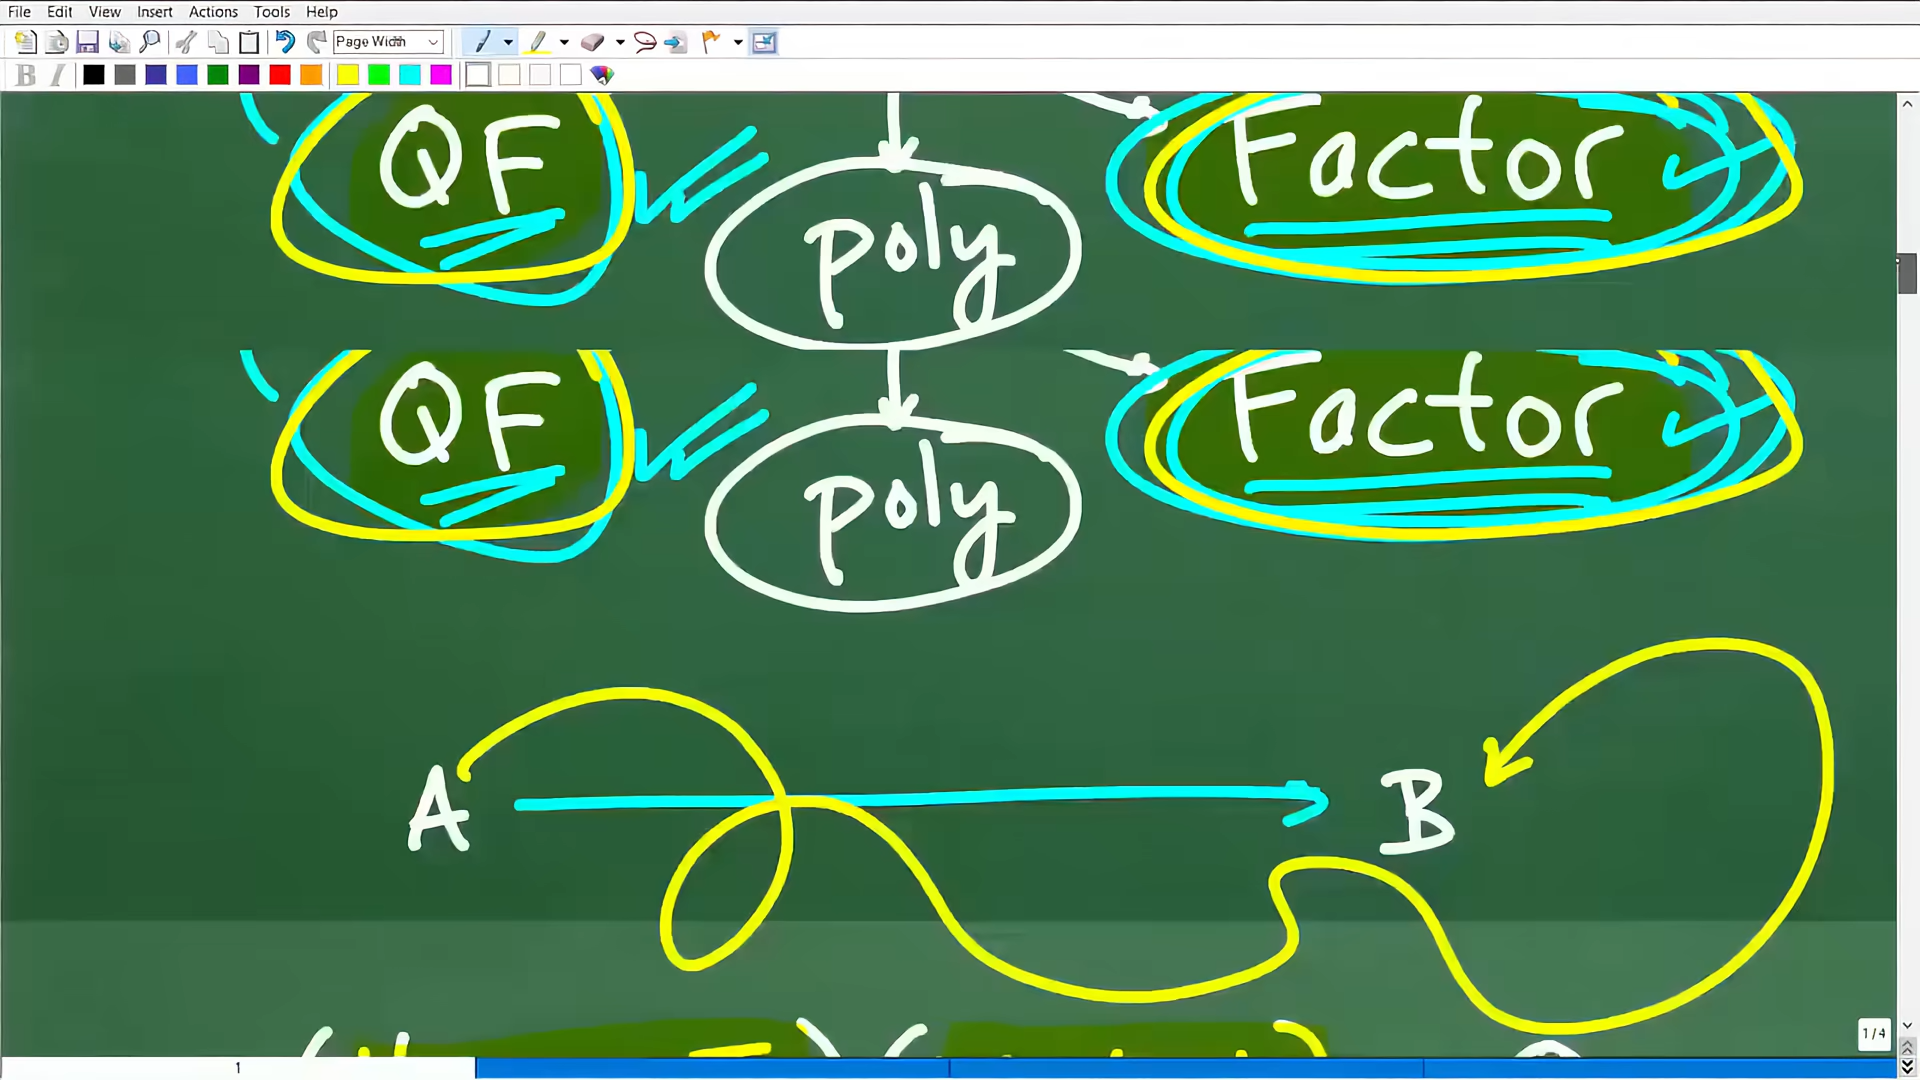 File Edit View Insert Actions Tools Help
Page Width
B I
QF poly Factor
QF poly Factor
A B
1/4
1